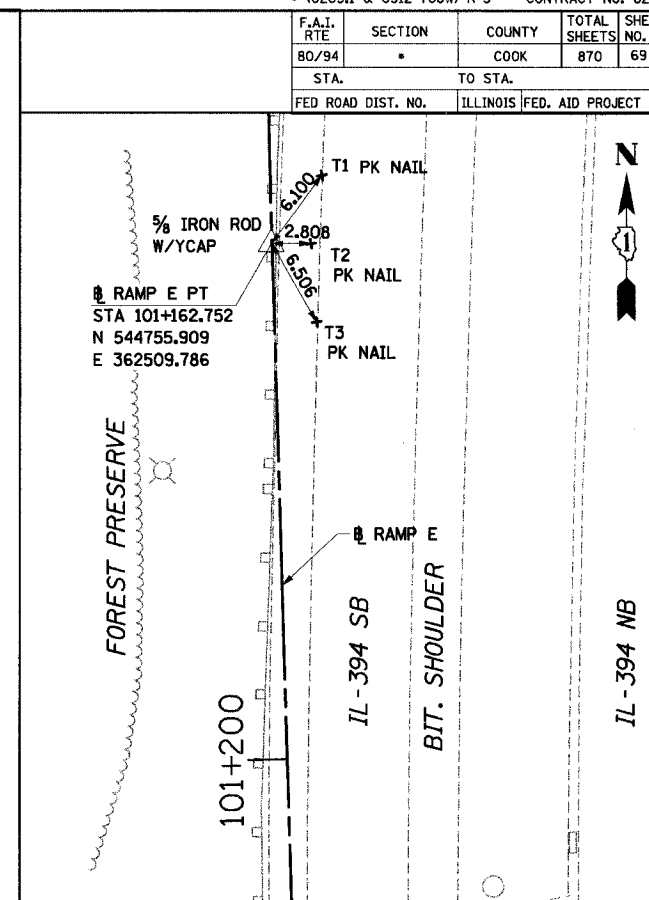 F.A.I. RTE
SECTION
COUNTY
TOTAL SHEETS
SHE NO.
80/94
*
COOK
870
69
STA.
TO STA.
FED ROAD DIST. NO.
ILLINOIS
FED. AID PROJECT
N
1
T1 PK NAIL
6.100
5/8 IRON ROD
W/YCAP
2.808
T2
PK NAIL
6.506
T3
PK NAIL
BL RAMP E PT
STA 101+162.752
N 544755.909
E 362509.786
FOREST PRESERVE
BL RAMP E
IL-394 SB
BIT. SHOULDER
IL-394 NB
101+200